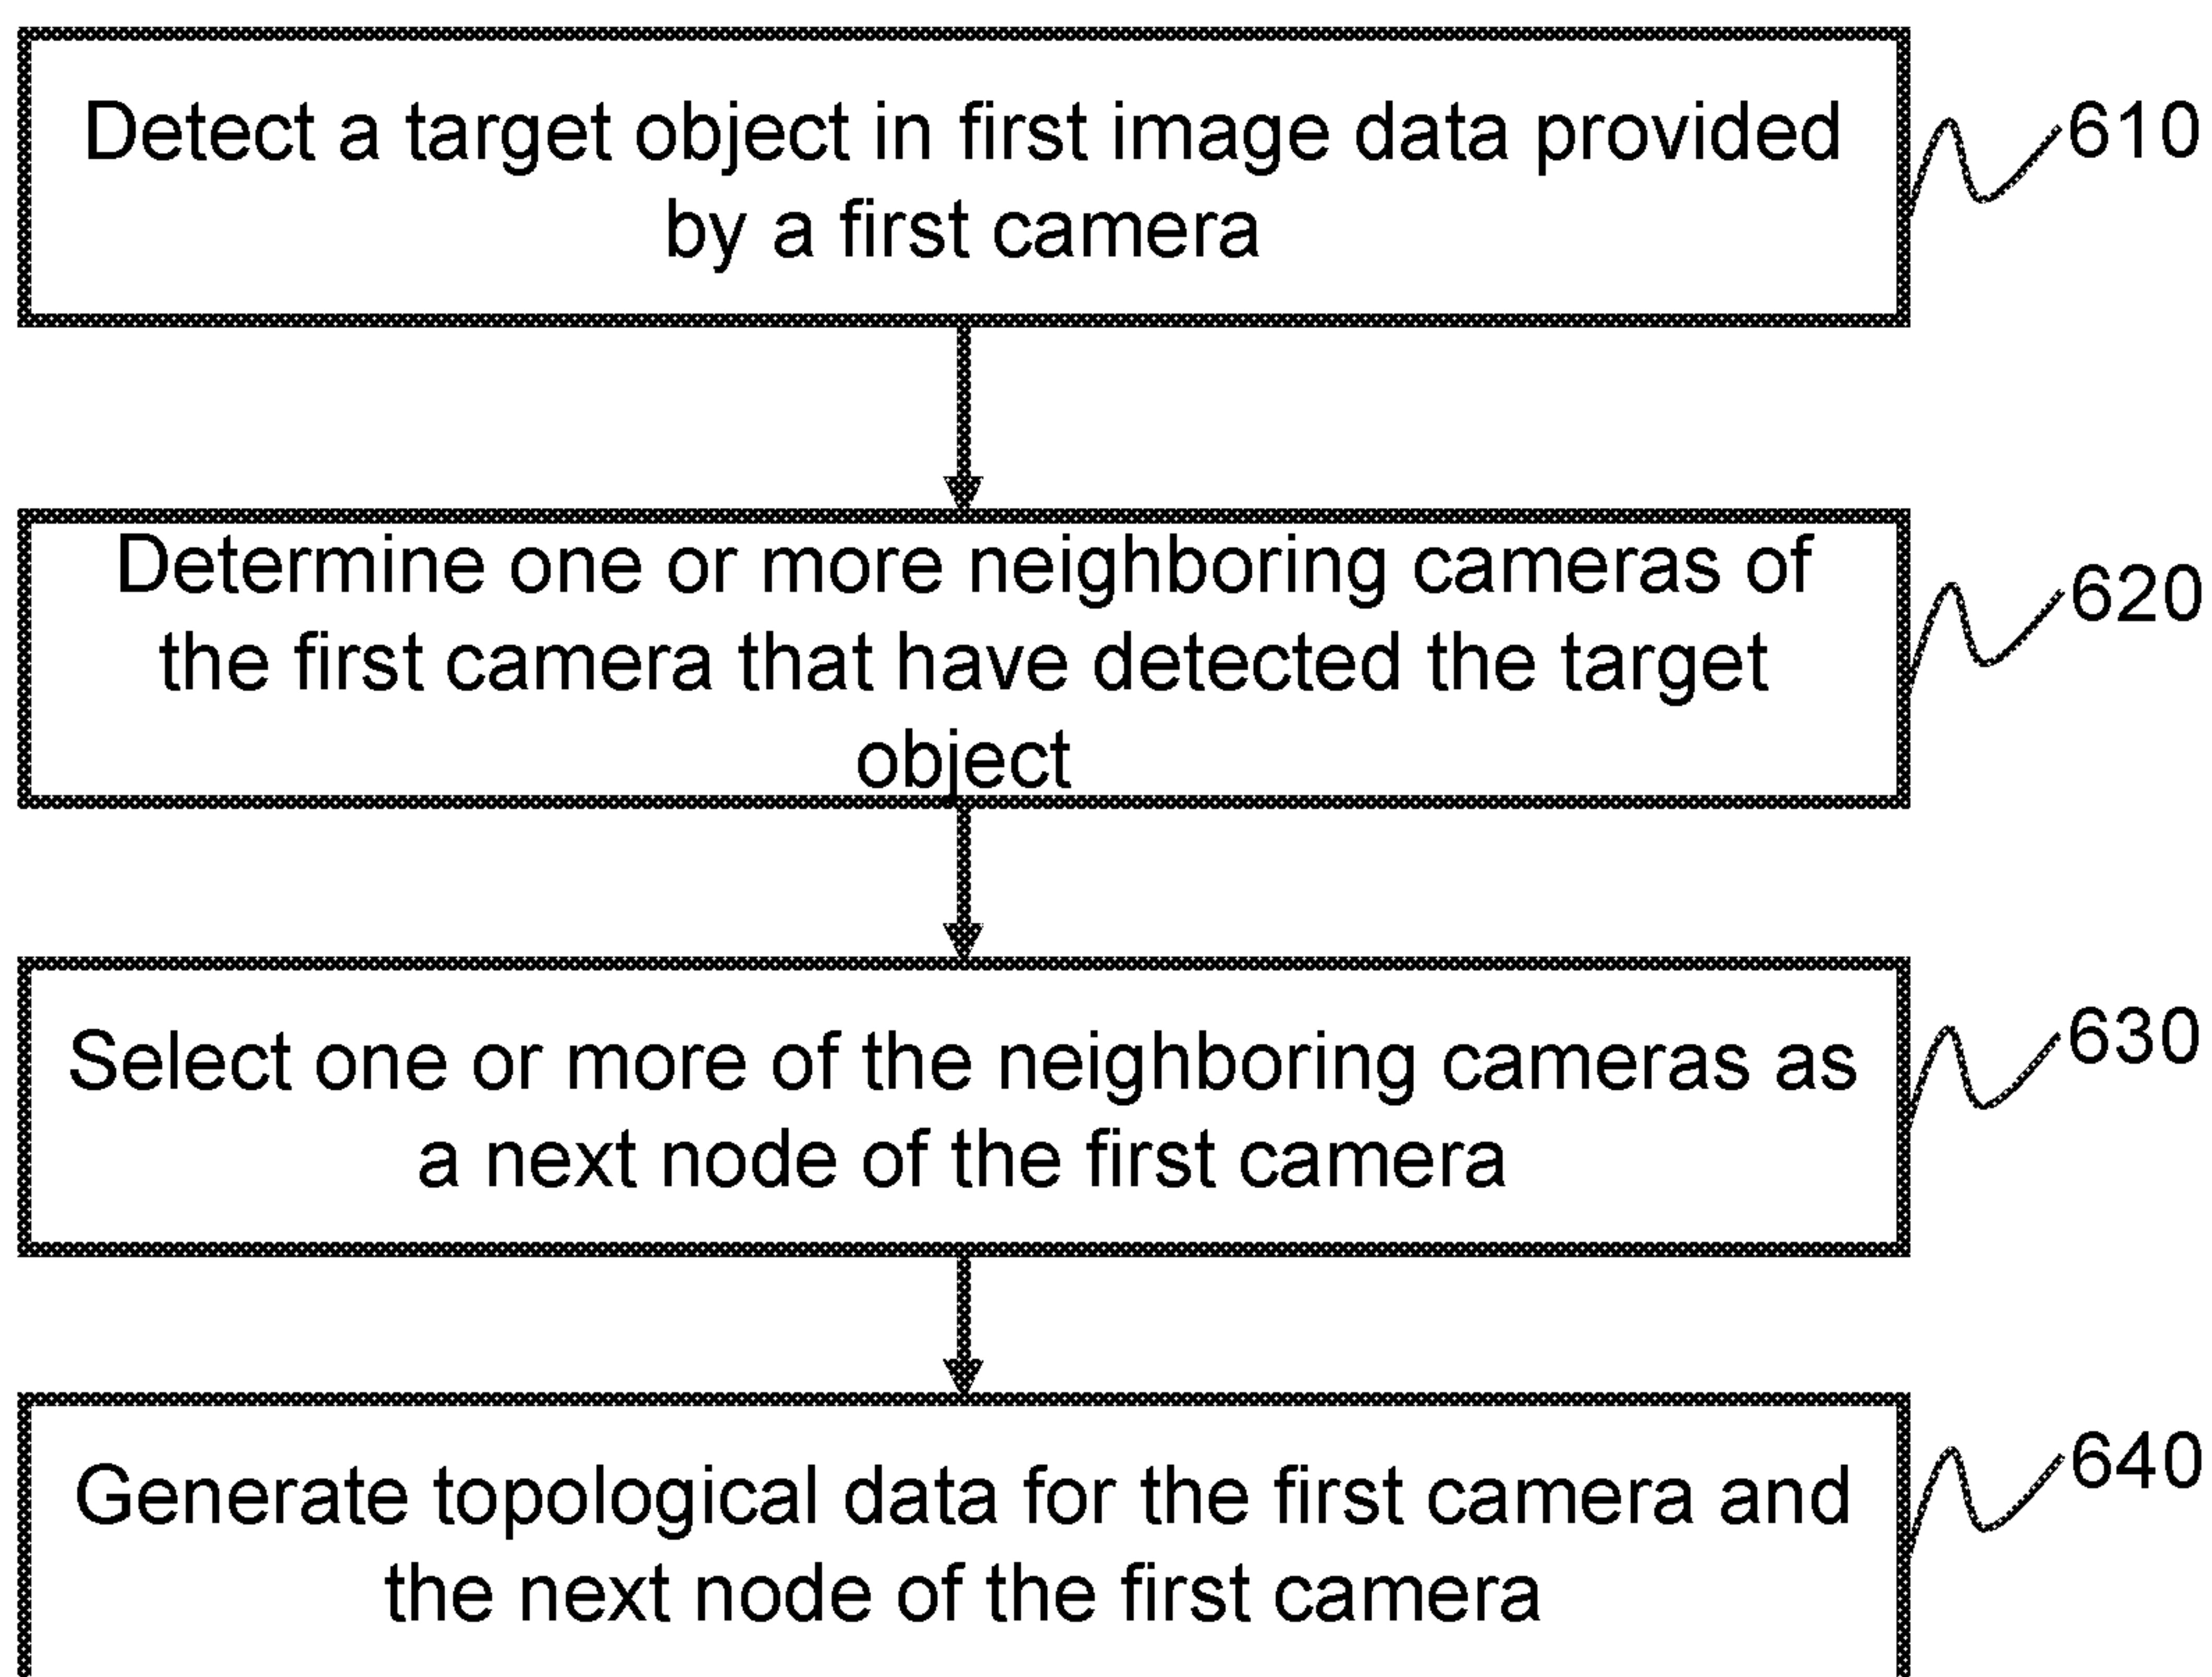 Detect a target object in first image data provided
by a first camera
610
Determine one or more neighboring cameras of
the first camera that have detected the target
object
620
Select one or more of the neighboring cameras as
a next node of the first camera
630
Generate topological data for the first camera and
the next node of the first camera
640